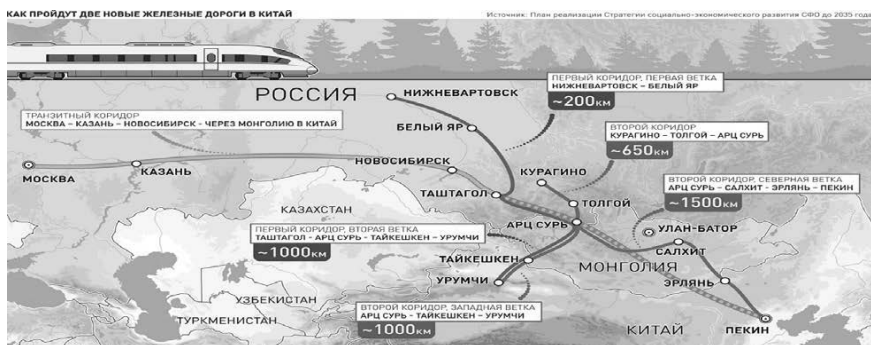 КАК ПРОЙДУТ ДВЕ НОВЫЕ ЖЕЛЕЗНЫЕ ДОРОГИ В КИТАЙ
Источник: План реализации Стратегии социально-экономического развития СФО до 2035 года
РОССИЯ
НИЖНЕВАРТОВСК
ПЕРВЫЙ КОРИДОР, ПЕРВАЯ ВЕТКА
НИЖНЕВАРТОВСК – БЕЛЫЙ ЯР
~200КМ
ТРАНЗИТНЫЙ КОРИДОР
МОСКВА – КАЗАНЬ – НОВОСИБИРСК - ЧЕРЕЗ МОНГОЛИЮ В КИТАЙ
БЕЛЫЙ ЯР
ВТОРОЙ КОРИДОР
КУРАГИНО – ТОЛГОЙ – АРЦ СУРЬ
~650КМ
МОСКВА
КАЗАНЬ
НОВОСИБИРСК
КУРАГИНО
ТАШТАГОЛ
ТОЛГОЙ
ВТОРОЙ КОРИДОР, СЕВЕРНАЯ ВЕТКА
АРЦ СУРЬ – САЛХИТ - ЭРЛЯНЬ – ПЕКИН
~1500КМ
КАЗАХСТАН
АРЦ СУРЬ
УЛАН-БАТОР
ПЕРВЫЙ КОРИДОР, ВТОРАЯ ВЕТКА
ТАШТАГОЛ - АРЦ СУРЬ - ТАЙКЕШКЕН – УРУМЧИ
~1000КМ
САЛХИТ
ТАЙКЕШКЕН
МОНГОЛИЯ
УРУМЧИ
ЭРЛЯНЬ
УЗБЕКИСТАН
ТУРКМЕНИСТАН
ВТОРОЙ КОРИДОР, ЗАПАДНАЯ ВЕТКА
АРЦ СУРЬ - ТАЙКЕШКЕН – УРУМЧИ
~1000КМ
КИТАЙ
ПЕКИН